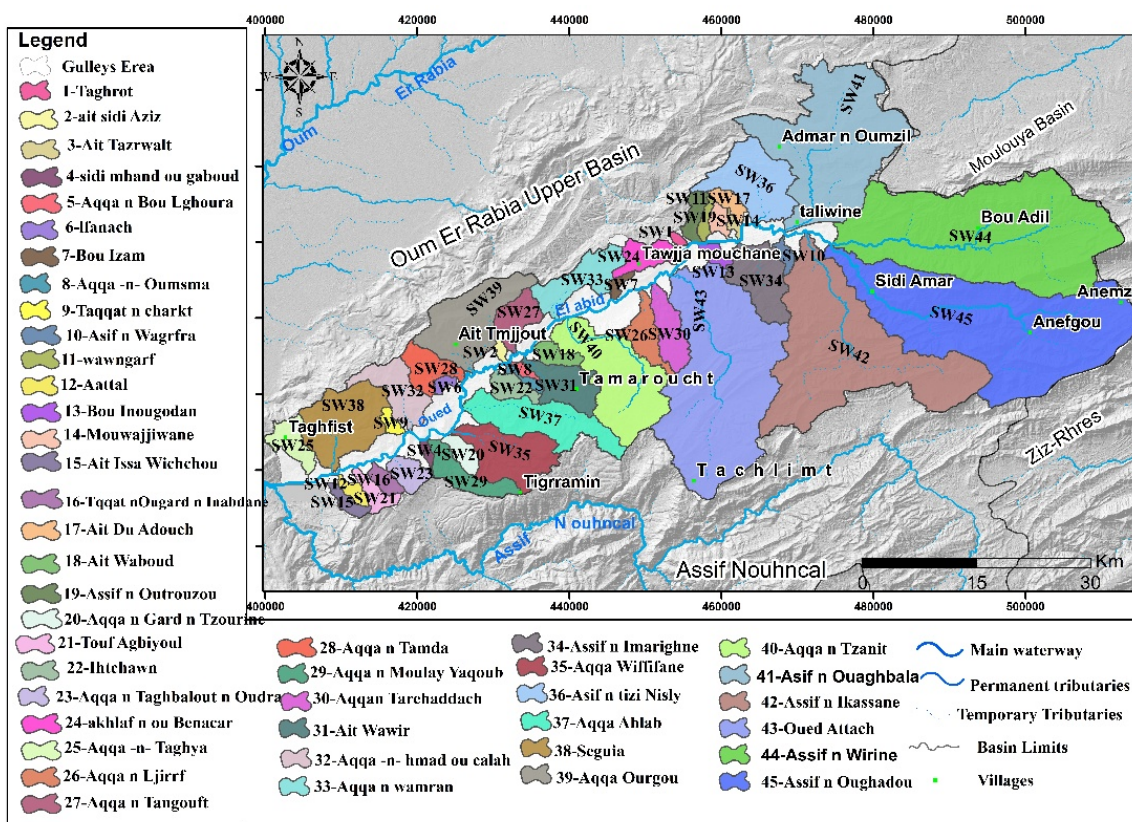 400000 420000 440000 460000 480000 500000
Legend
Gulleys Erea
1-Taghrot
2-ait sidi Aziz
3-Ait Tazrwalt
4-sidi mhand ou gaboud
5-Aqqa n Bou Lghoura
6-Ifanach
7-Bou Izam
8-Aqqa -n- Oumsma
9-Taqqat n charkt
10-Asif n Wagrfra
11-wawngarf
12-Aattal
13-Bou Inougodan
14-Mouwajjiwane
15-Ait Issa Wichchou
16-Tqqat nOugard n Inabdane
17-Ait Du Adouch
18-Ait Waboud
19-Assif n Outrouzou
20-Aqqa n Gard n Tzourine
21-Touf Agbiyoul
22-Ihtchawn
23-Aqqa n Taghbalout n Oudra
24-akhlaf n ou Benacar
25-Aqqa -n- Taghya
26-Aqqa n Ljirrf
27-Aqqa n Tangouft
N
W E
S
Oum Er Rabia
Oum Er Rabia Upper Basin
Moulouya Basin
Ziz-Rhres
SW41
Admar n Oumzil
SW36
SW11 SW17
SW19 SW14
taliwine
Bou Adil
SW44
SW1
Tawjja mouchane
SW10
SW24
SW33
SW7
SW13
SW34
Sidi Amar
Anemz
SW39
SW27
El abid
SW43
SW45
Anefgou
Ait Tmjjout
SW2
SW40
SW26
SW30
SW42
SW18
SW28
SW8
SW32
SW6
SW22
SW31
Tamaroucht
SW38
SW9
Oued
SW37
Taghfist
SW25
SW4
SW20
SW35
SW12
SW16
SW23
SW29
Tigrramin
Tachlimt
SW15
SW21
Assif N ouhncal
Assif Nouhncal
Km
0 15 30
400000 420000 440000 460000 480000 500000
28-Aqqa n Tamda
29-Aqqa n Moulay Yaqoub
30-Aqqan Tarchaddach
31-Ait Wawir
32-Aqqa -n- hmad ou calah
33-Aqqa n wamran
34-Assif n Imarighne
35-Aqqa Wiffifane
36-Asif n tizi Nisly
37-Aqqa Ahlab
38-Seguia
39-Aqqa Ourgou
40-Aqqa n Tzanit
41-Asif n Ouaghbala
42-Assif n Ikassane
43-Oued Attach
44-Assif n Wirine
45-Assif n Oughadou
Main waterway
Permanent tributaries
Temporary Tributaries
Basin Limits
Villages